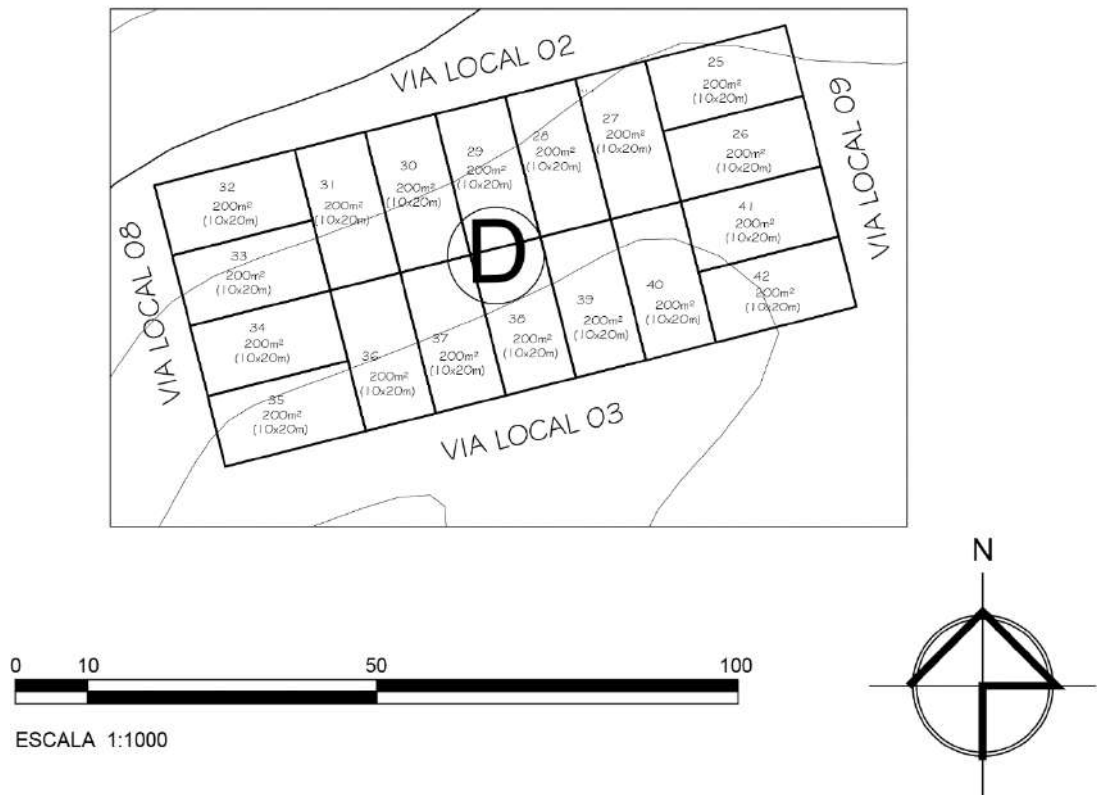 VIA LOCAL 02
25
200m²
(10x20m)
VIA LOCAL 09
26
200m²
(10x20m)
27
200m²
(10x20m)
28
200m²
(10x20m)
29
200m²
(10x20m)
30
200m²
(10x20m)
31
200m²
(10x20m)
32
200m²
(10x20m)
33
200m²
(10x20m)
VIA LOCAL 08
34
200m²
(10x20m)
35
200m²
(10x20m)
D
36
200m²
(10x20m)
37
200m²
(10x20m)
38
200m²
(10x20m)
39
200m²
(10x20m)
40
200m²
(10x20m)
41
200m²
(10x20m)
42
200m²
(10x20m)
VIA LOCAL 03
N
0 10 50 100
ESCALA 1:1000